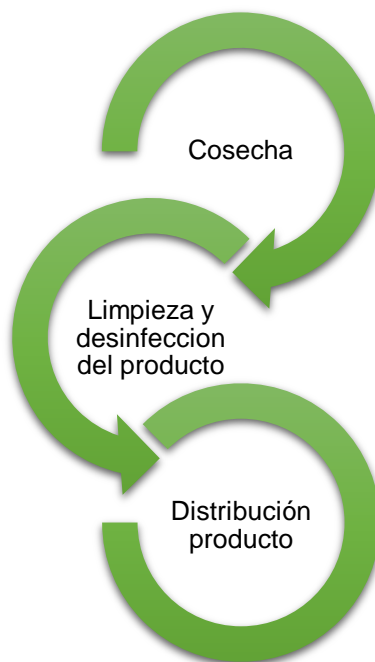 Cosecha
Limpieza y
desinfeccion
del producto
Distribución
producto